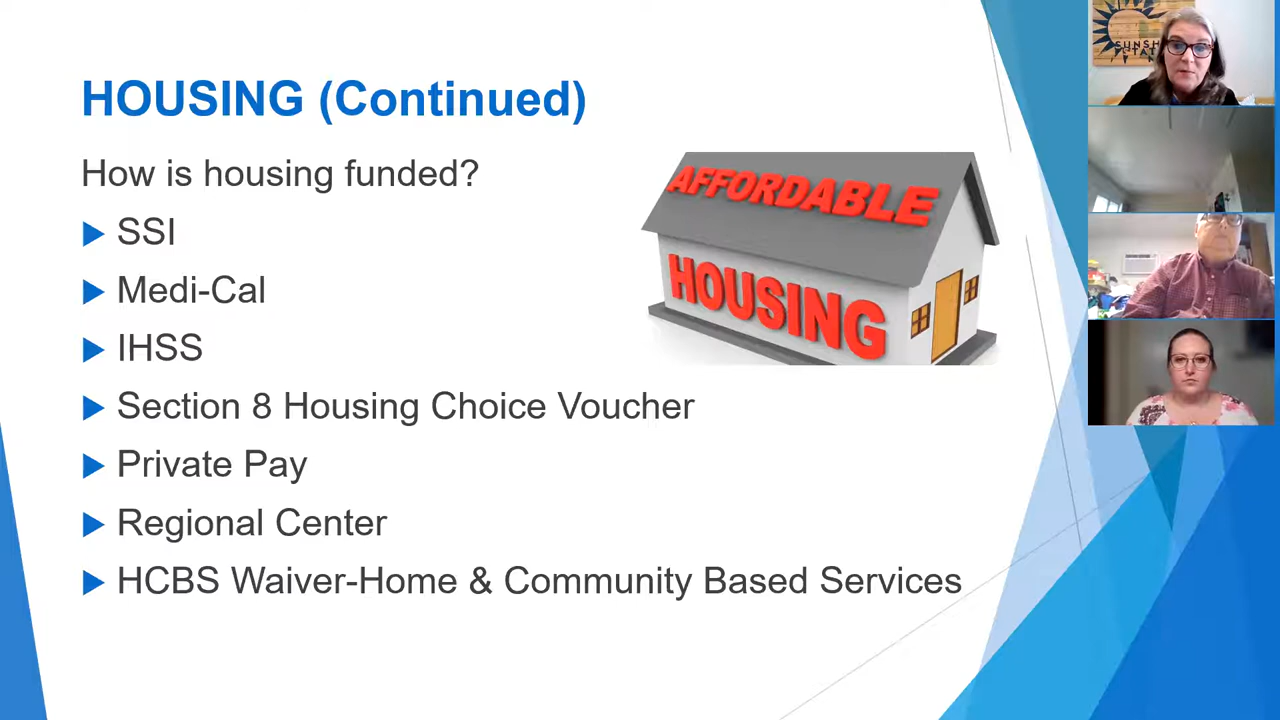 HOUSING (Continued)
How is housing funded?
SSI
Medi-Cal
IHSS
Section 8 Housing Choice Voucher
Private Pay
Regional Center
HCBS Waiver-Home & Community Based Services
AFFORDABLE
HOUSING